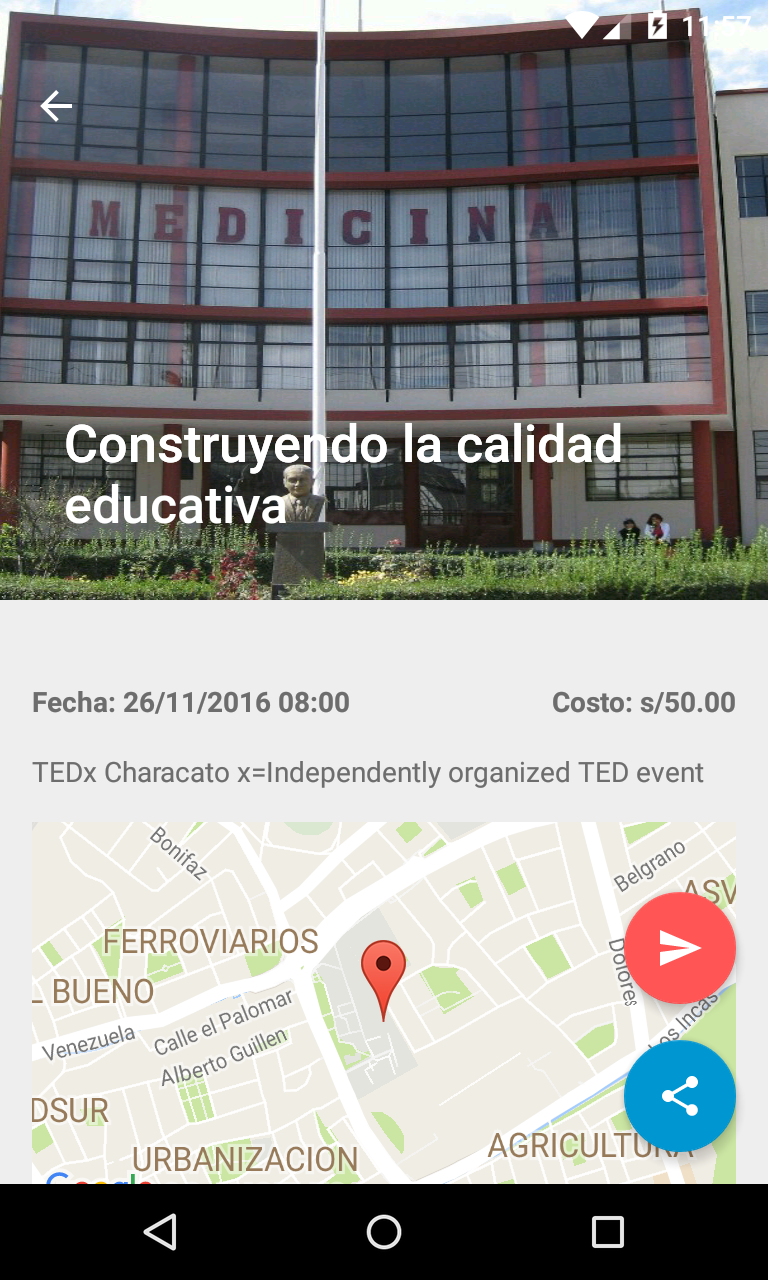 11:57
MEDICINA
Construyendo la calidad
educativa
Fecha: 26/11/2016 08:00
Costo: s/50.00
TEDx Characato x=Independently organized TED event
Bonifaz
Belgrano
ASV
FERROVIARIOS
Dolores
L BUENO
Calle el Palomar
Los Incas
Venezuela
Alberto Guillen
DSUR
URBANIZACION
AGRICULTURA
Google